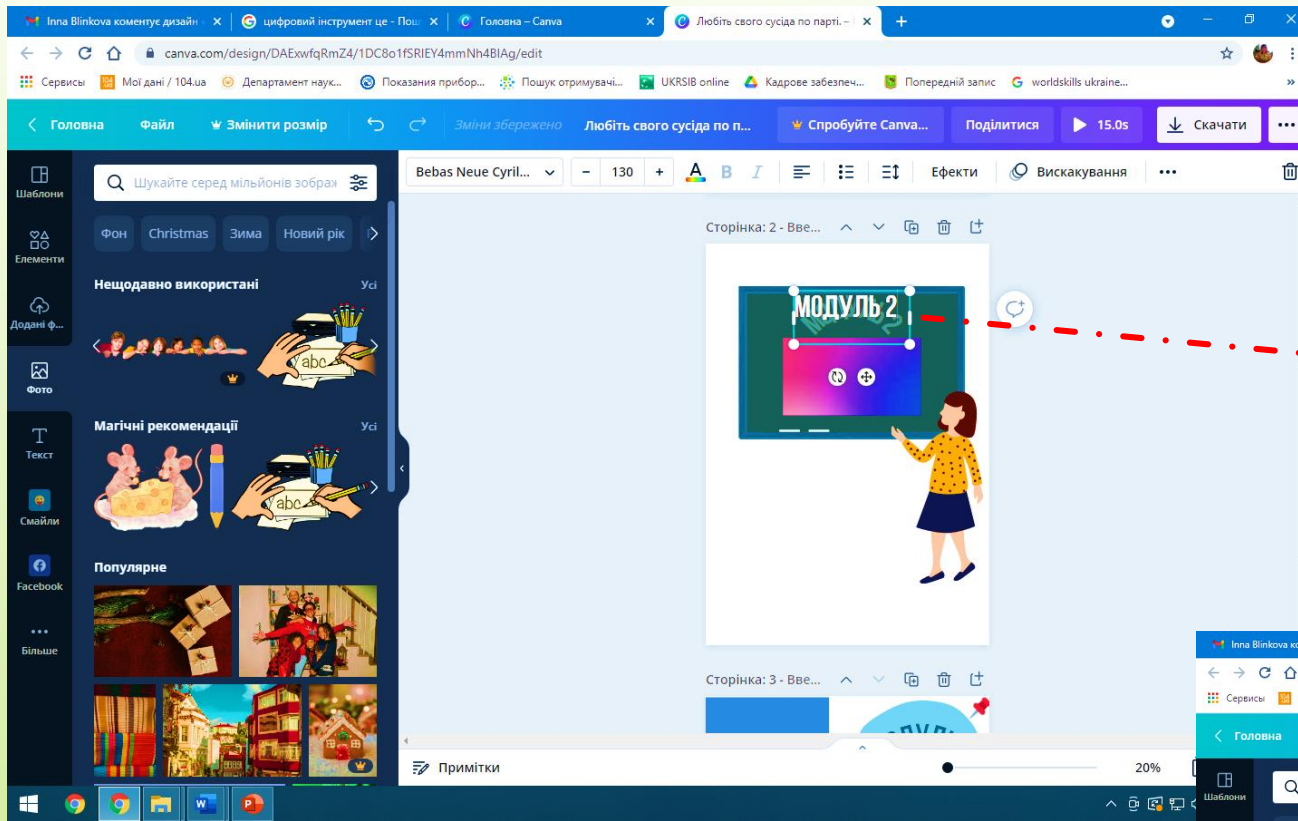 Inna Blinkova коментує дизайн
цифровий інструмент це - Пош
Головна – Canva
Любіть свого сусіда по парті. –
canva.com/design/DAExwfqRmZ4/1DC8o1fSRIEY4mmNh4BIAg/edit
Сервисы
Мої дані / 104.ua
Департамент наук...
Показания прибор...
Пошук отримувачі...
UKRSIB online
Кадрове забезпеч...
Попередній запис
worldskills ukraine...
Головна
Файл
Змінити розмір
Зміни збережено
Любіть свого сусіда по п...
Спробуйте Canva...
Поділитися
15.0s
Скачати
Шаблони
Елементи
Додані ф...
Фото
Текст
Смайли
Facebook
Більше
Шукайте серед мільйонів зображ
Фон
Christmas
Зима
Новий рік
Нещодавно використані
Усі
abc
Магічні рекомендації
Усі
abc
Популярне
Bebas Neue Cyril...
– 130 +
A B I
Ефекти
Вискакування
Сторінка: 2 - Вве...
МОДУЛЬ 2
МОДУЛЬ 2
Сторінка: 3 - Вве...
Примітки
20%
Inna Blinkova ко
Сервисы
Головна
Шаблони